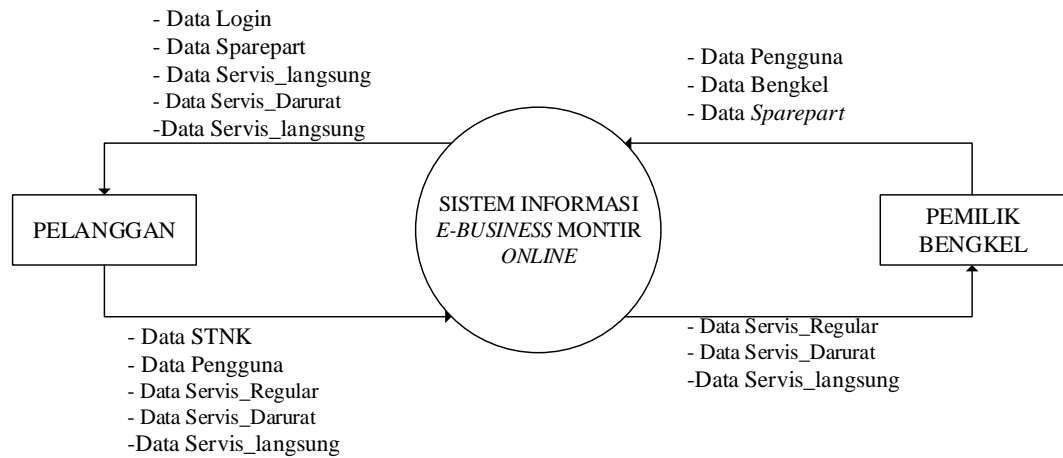 - Data Login
- Data Sparepart
- Data Servis_langsung
- Data Servis_Darurat
-Data Servis_langsung
- Data Pengguna
- Data Bengkel
- Data Sparepart
PELANGGAN
SISTEM INFORMASI
E-BUSINESS MONTIR
ONLINE
PEMILIK
BENGKEL
- Data STNK
- Data Pengguna
- Data Servis_Regular
- Data Servis_Darurat
-Data Servis_langsung
- Data Servis_Regular
- Data Servis_Darurat
-Data Servis_langsung